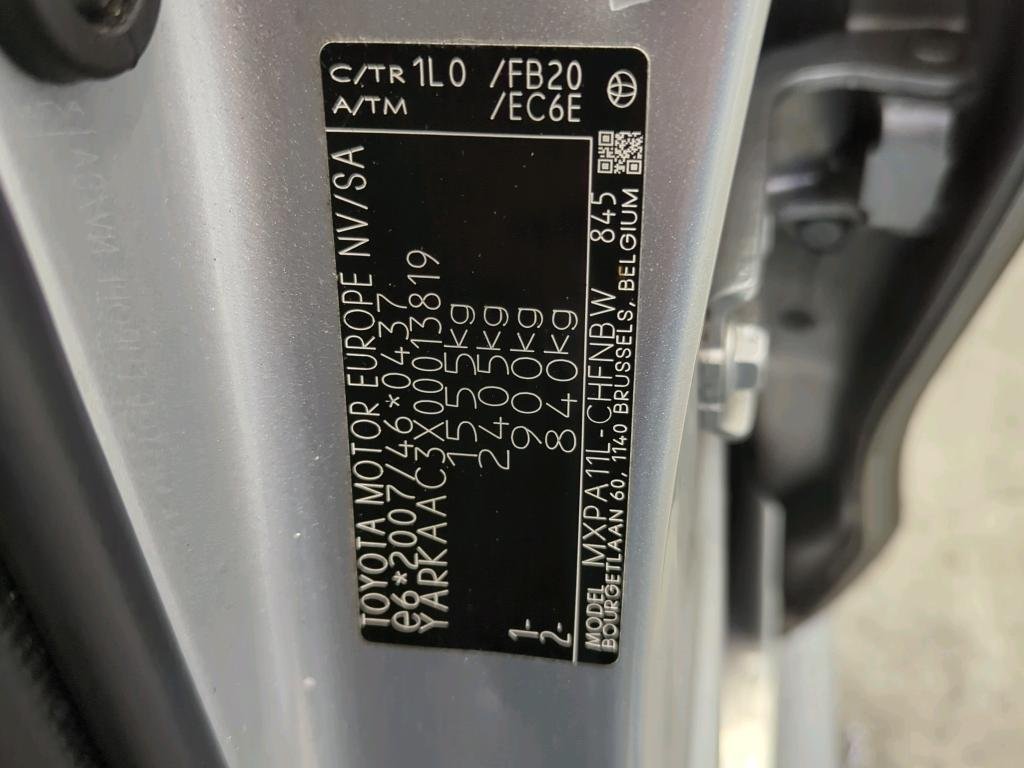 C/TR 1L0 /FB20
A/TM /EC6E
TOYOTA MOTOR EUROPE NV/SA
e6*2007/46*0437
YARKAAC3X00013819
1555kg
2405kg
1- 900kg
2- 840kg
MODEL MXPA11L-CHFNBW 845
BOURGETLAAN 60, 1140 BRUSSELS, BELGIUM